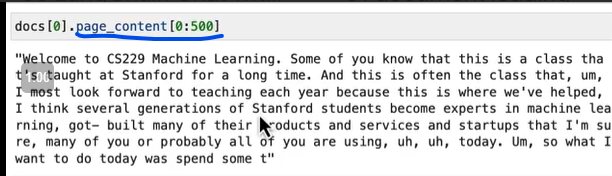 docs[0].page_content[0:500]
"Welcome to CS229 Machine Learning. Some of you know that this is a class tha
t's taught at Stanford for a long time. And this is often the class that, um,
I most look forward to teaching each year because this is where we've helped,
I think several generations of Stanford students become experts in machine lea
rning, got— built many of their products and services and startups that I'm su
re, many of you or probably all of you are using, uh, uh, today. Um, so what I
want to do today was spend some t"